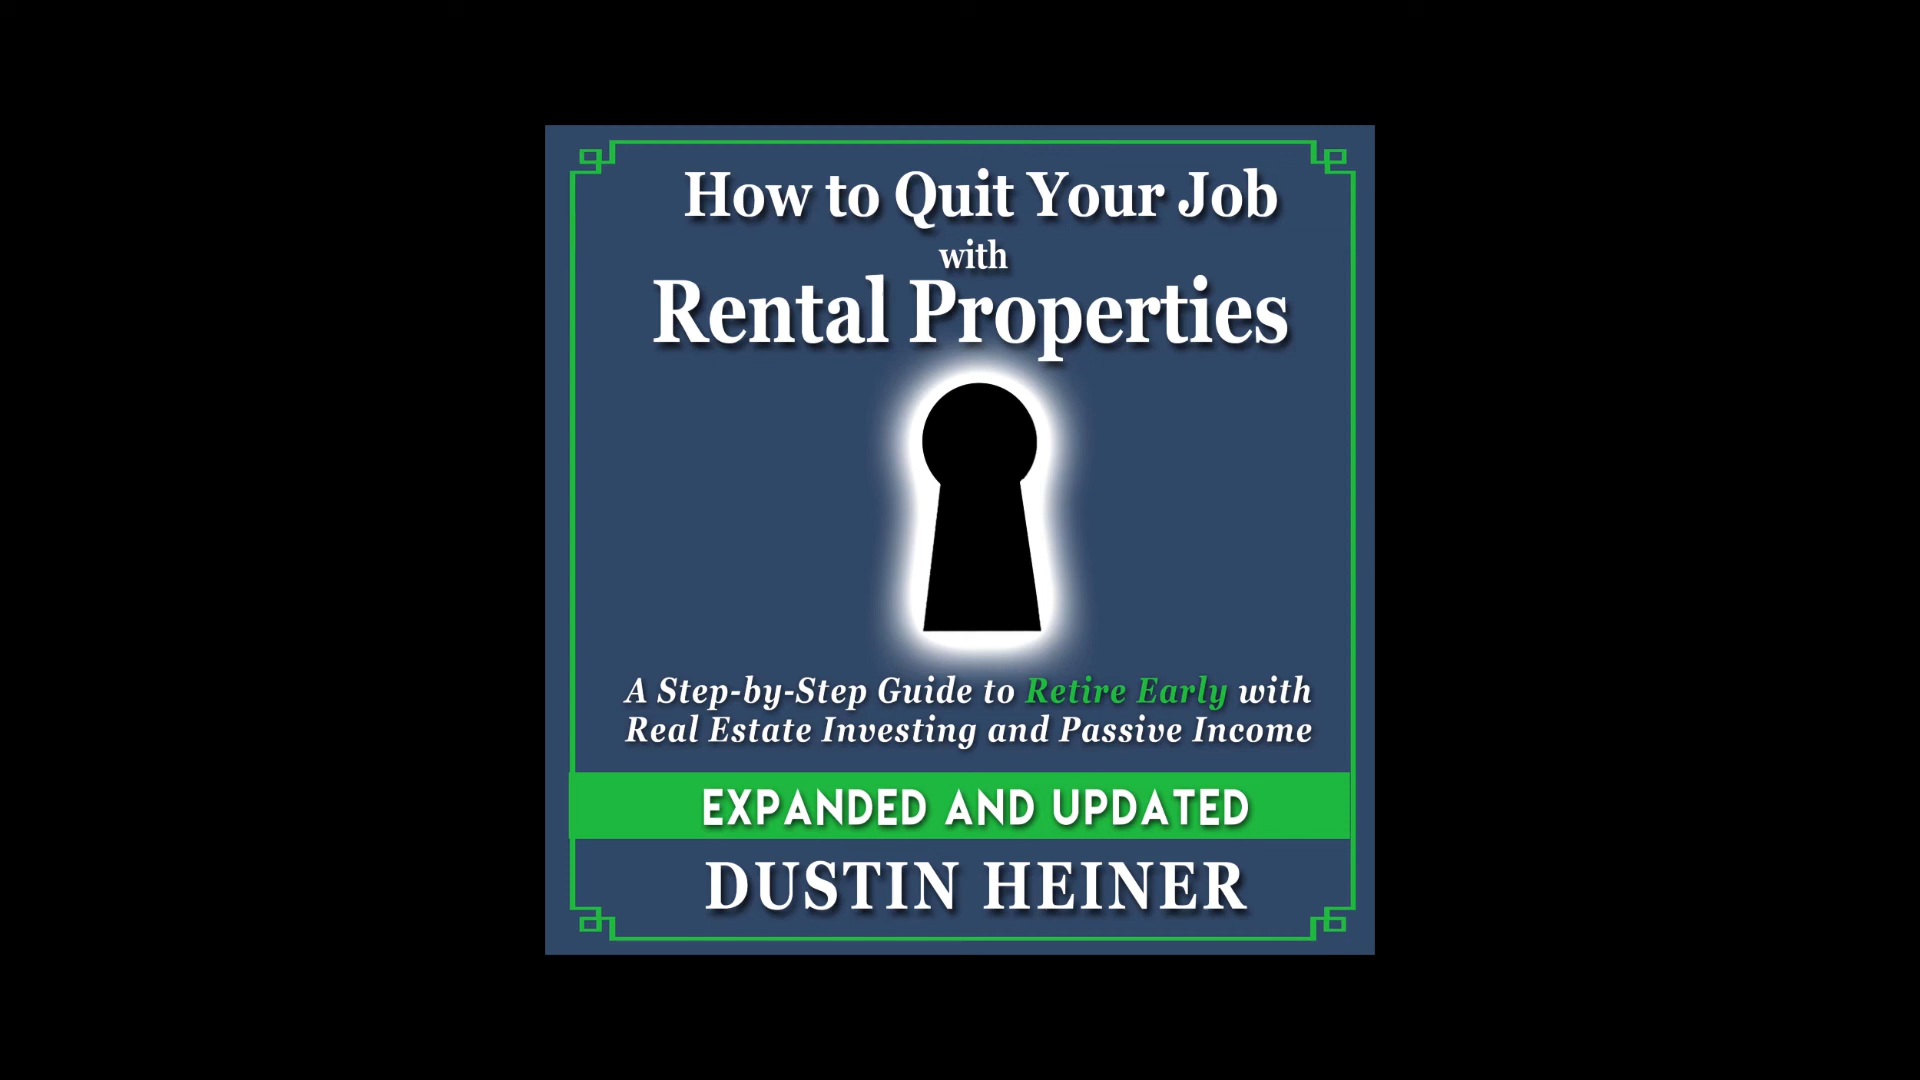 How to Quit Your Job
with
Rental Properties
A Step-by-Step Guide to Retire Early with
Real Estate Investing and Passive Income
EXPANDED AND UPDATED
DUSTIN HEINER